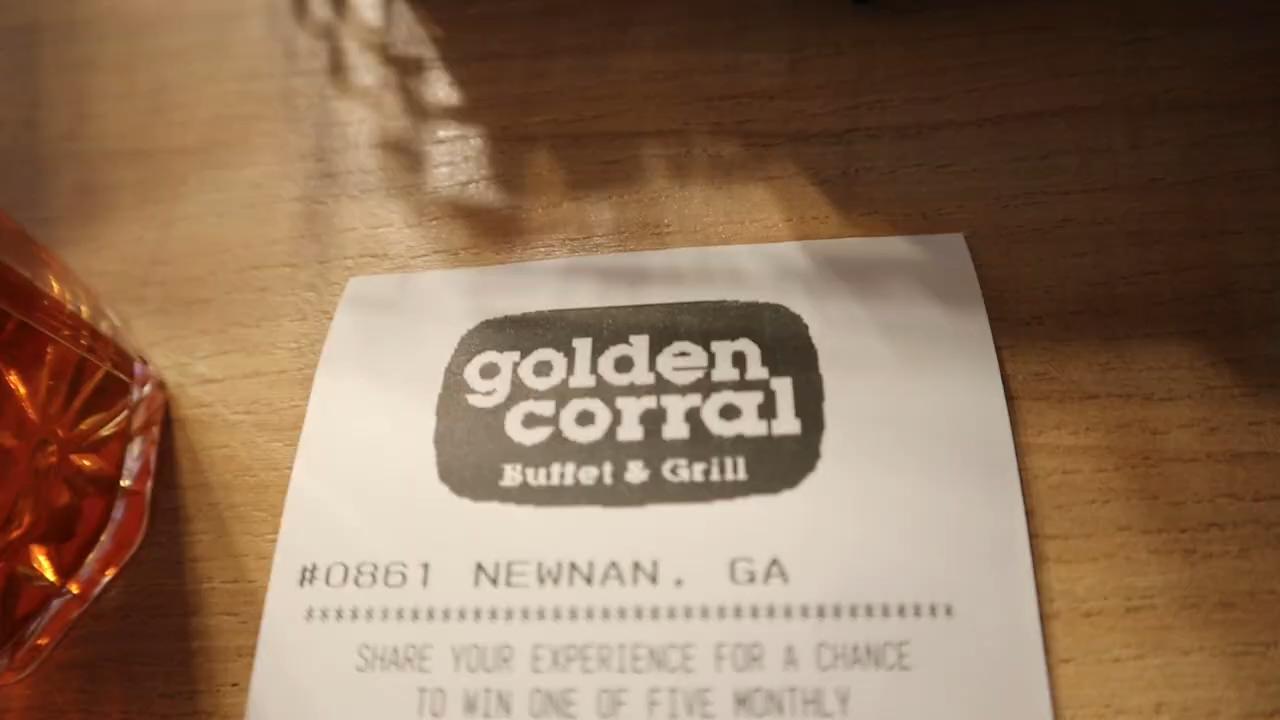 golden
corral
Buffet & Grill
#0861 NEWNAN, GA
SHARE YOUR EXPERIENCE FOR A CHANCE
TO WIN ONE OF FIVE MONTHLY